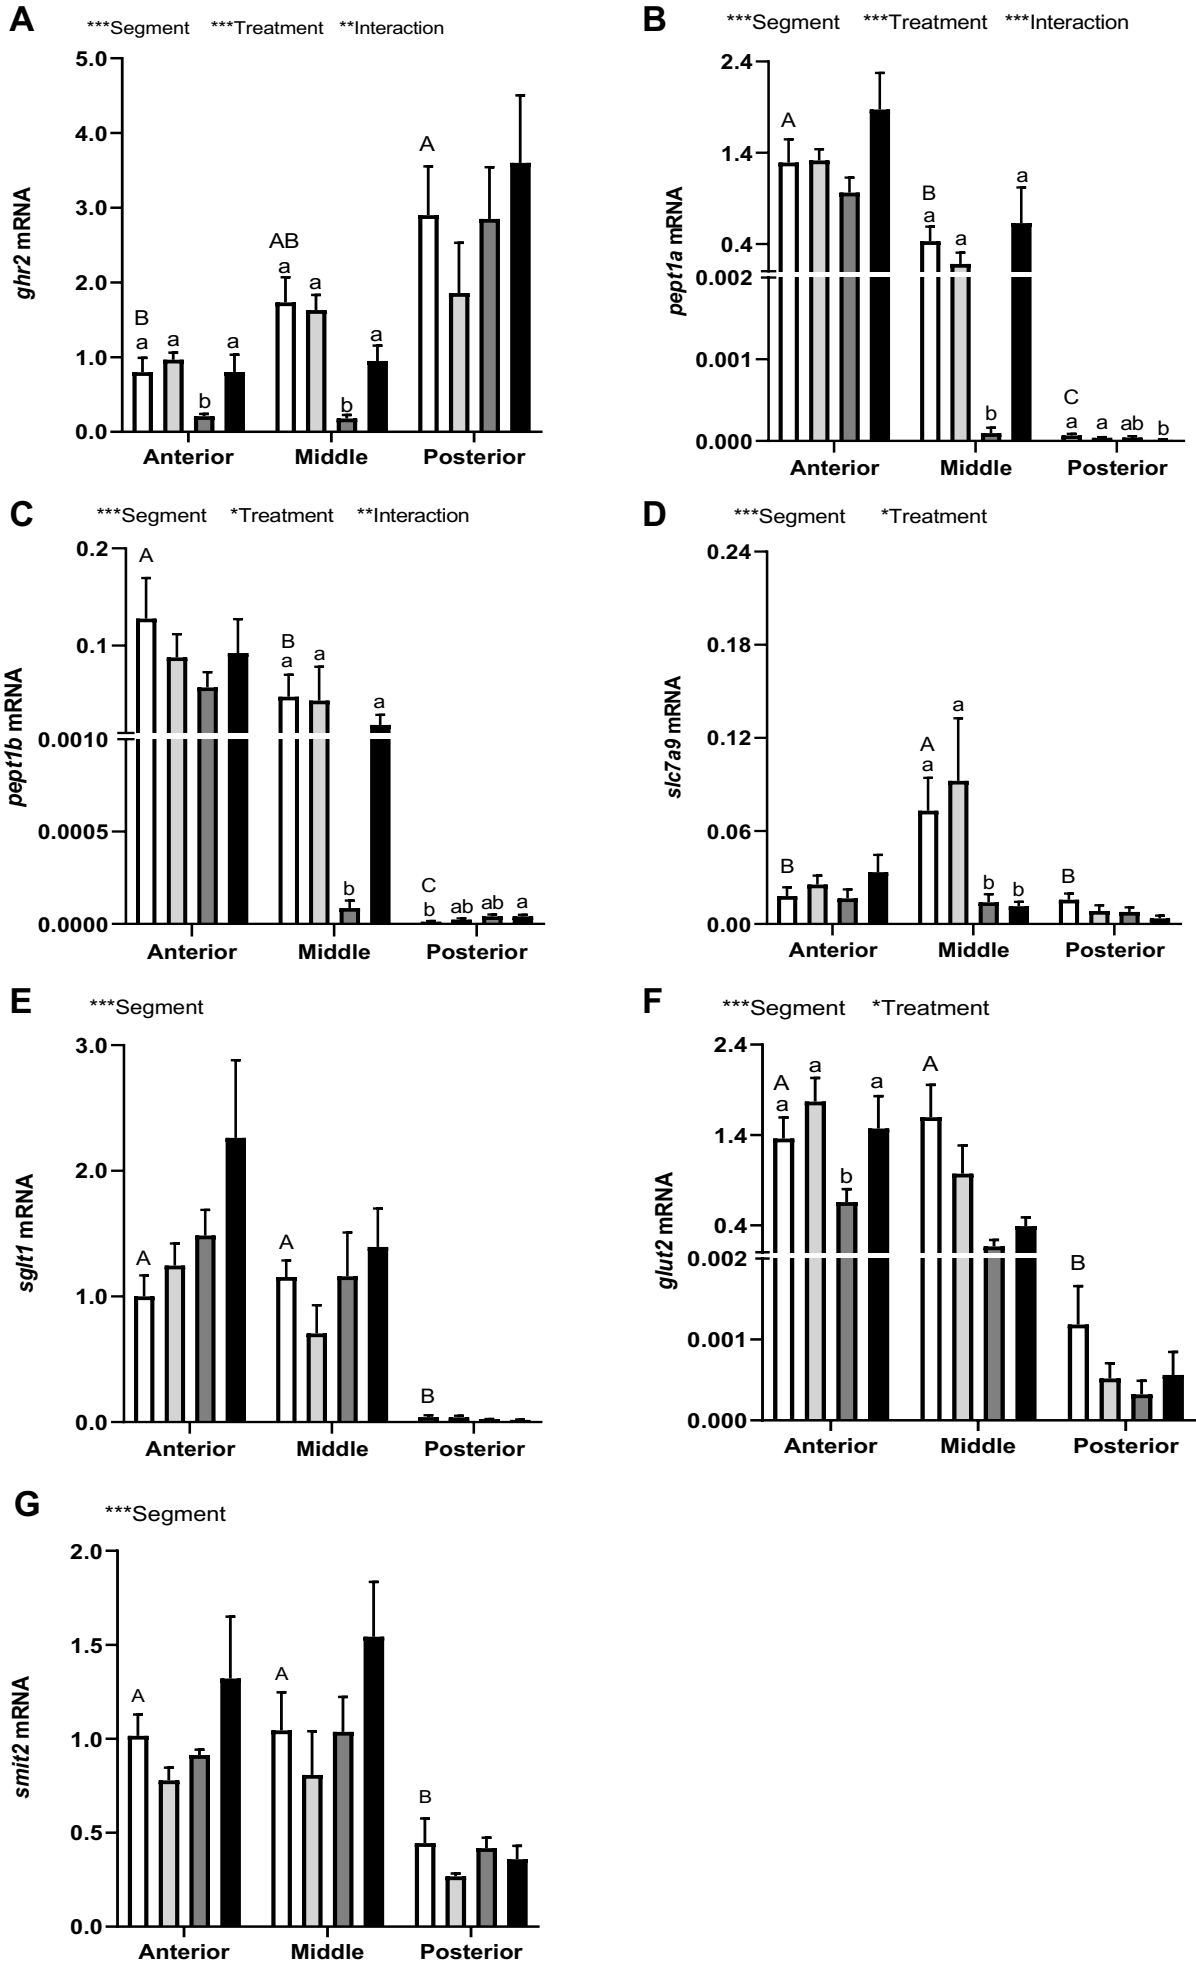 A
***Segment ***Treatment **Interaction
5.0
4.0
3.0
2.0
1.0
0.0
ghr2 mRNA
B
a
a
b
a
AB
a
a
b
a
A
Anterior Middle Posterior
B
***Segment ***Treatment ***Interaction
2.4
1.4
0.4
0.002
0.001
0.000
pept1a mRNA
A
B
a
a
b
a
C
a a ab b
Anterior Middle Posterior
C
***Segment *Treatment **Interaction
0.2
0.1
0.0010
0.0005
0.0000
pept1b mRNA
A
B
a
a
b
a
C
b ab ab a
Anterior Middle Posterior
D
***Segment *Treatment
0.24
0.18
0.12
0.06
0.00
slc7a9 mRNA
B
A
a
a
b b
B
Anterior Middle Posterior
E
***Segment
3.0
2.0
1.0
0.0
sglt1 mRNA
A
A
B
Anterior Middle Posterior
F
***Segment *Treatment
2.4
1.4
0.4
0.002
0.001
0.000
glut2 mRNA
A
a
a
b
a
A
B
Anterior Middle Posterior
G
***Segment
2.0
1.5
1.0
0.5
0.0
smit2 mRNA
A
A
B
Anterior Middle Posterior